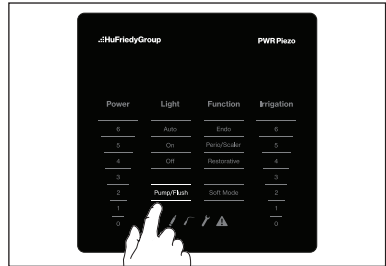 HuFriedyGroup PWR Piezo
Power Light Function Irrigation
6 Auto Endo 6
5 On Perio/Scaler 5
4 Off Restorative 4
3 3
2 Pump/Flush Soft Mode 2
1 1
0 0